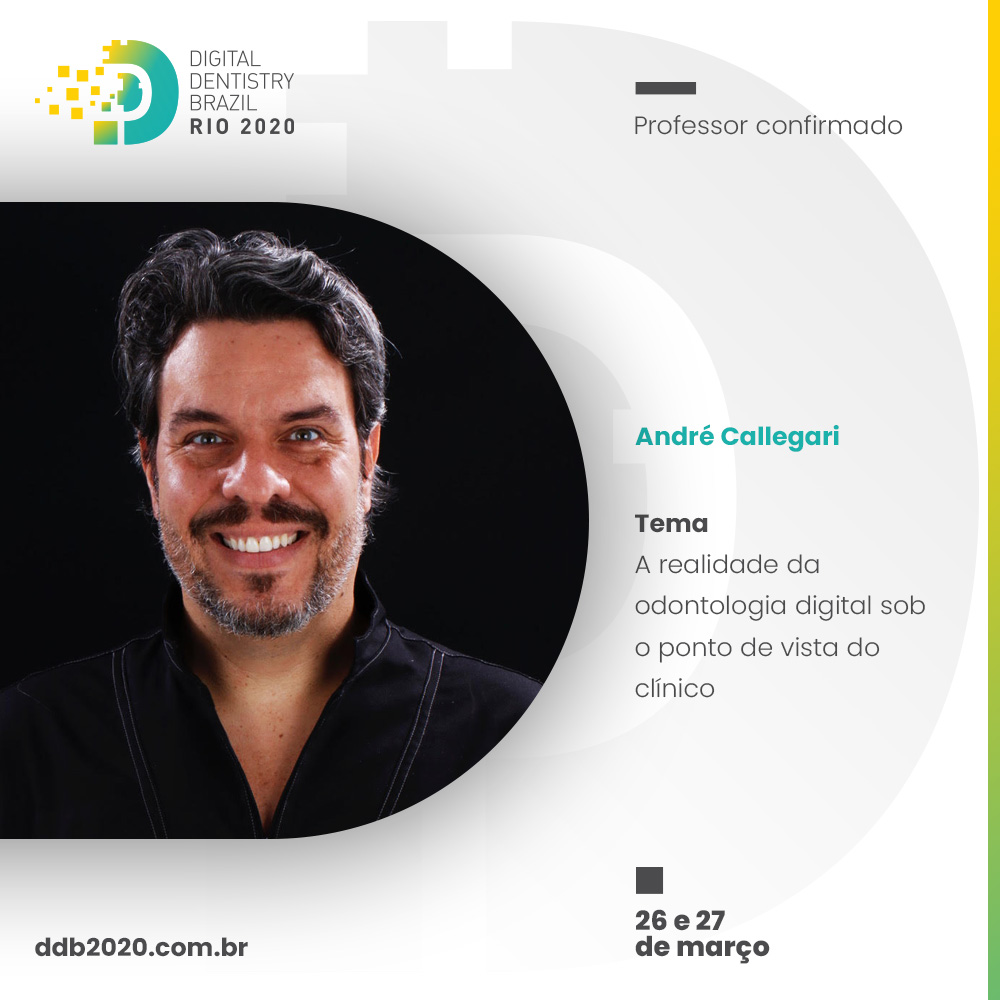 DIGITAL
DENTISTRY
BRAZIL
RIO 2020
Professor confirmado
André Callegari
Tema
A realidade da
odontologia digital sob
o ponto de vista do
clínico
26 e 27
de março
ddb2020.com.br